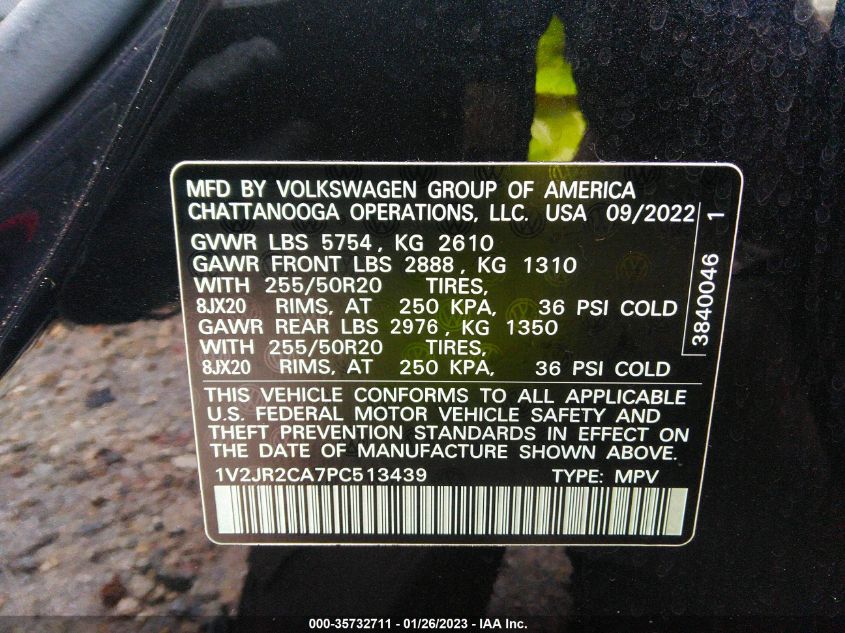 MFD BY VOLKSWAGEN GROUP OF AMERICA
CHATTANOOGA OPERATIONS, LLC. USA 09/2022
GVWR LBS 5754, KG 2610
GAWR FRONT LBS 2888, KG 1310
WITH 255/50R20 TIRES,
8JX20 RIMS, AT 250 KPA, 36 PSI COLD
GAWR REAR LBS 2976, KG 1350
WITH 255/50R20 TIRES,
8JX20 RIMS, AT 250 KPA, 36 PSI COLD
3840046 1
THIS VEHICLE CONFORMS TO ALL APPLICABLE
U.S. FEDERAL MOTOR VEHICLE SAFETY AND
THEFT PREVENTION STANDARDS IN EFFECT ON
THE DATE OF MANUFACTURE SHOWN ABOVE.
1V2JR2CA7PC513439 TYPE: MPV
000-35732711 - 01/26/2023 - IAA Inc.